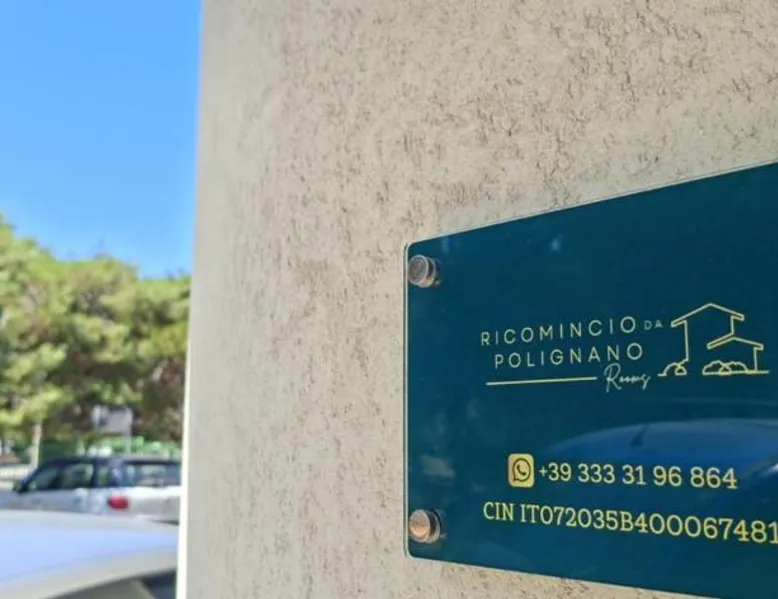 RICOMINCIO DA
POLIGNANO
Rooms
+39 333 31 96 864
CIN IT072035B400067481